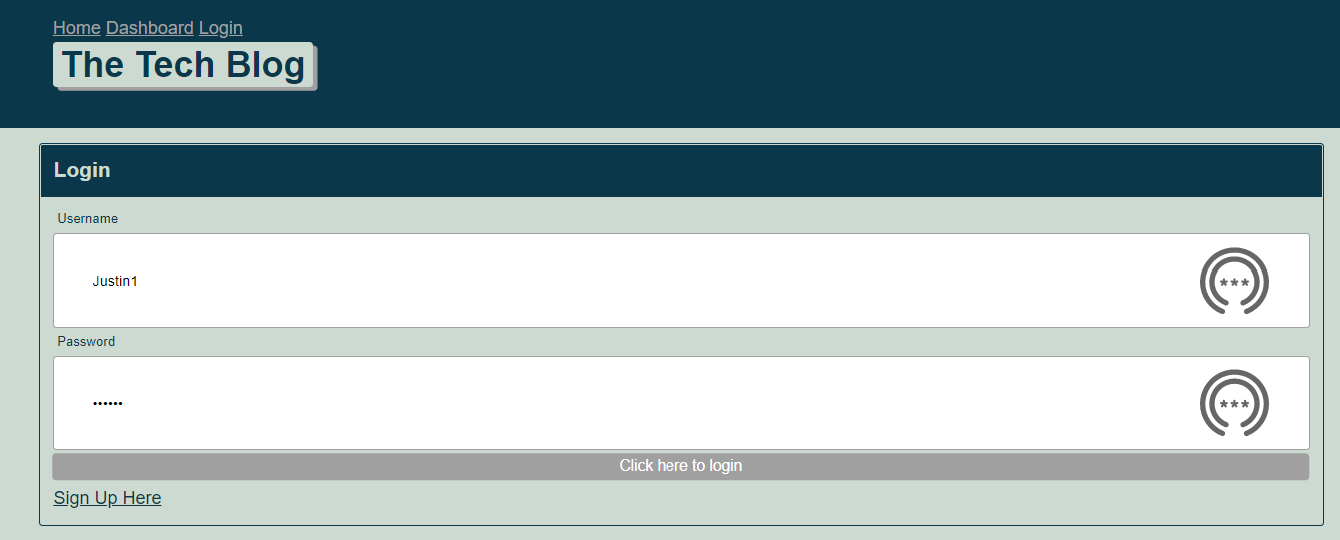 Home Dashboard Login
The Tech Blog
Login
Username
Justin1
***
Password
••••••
***
Click here to login
Sign Up Here